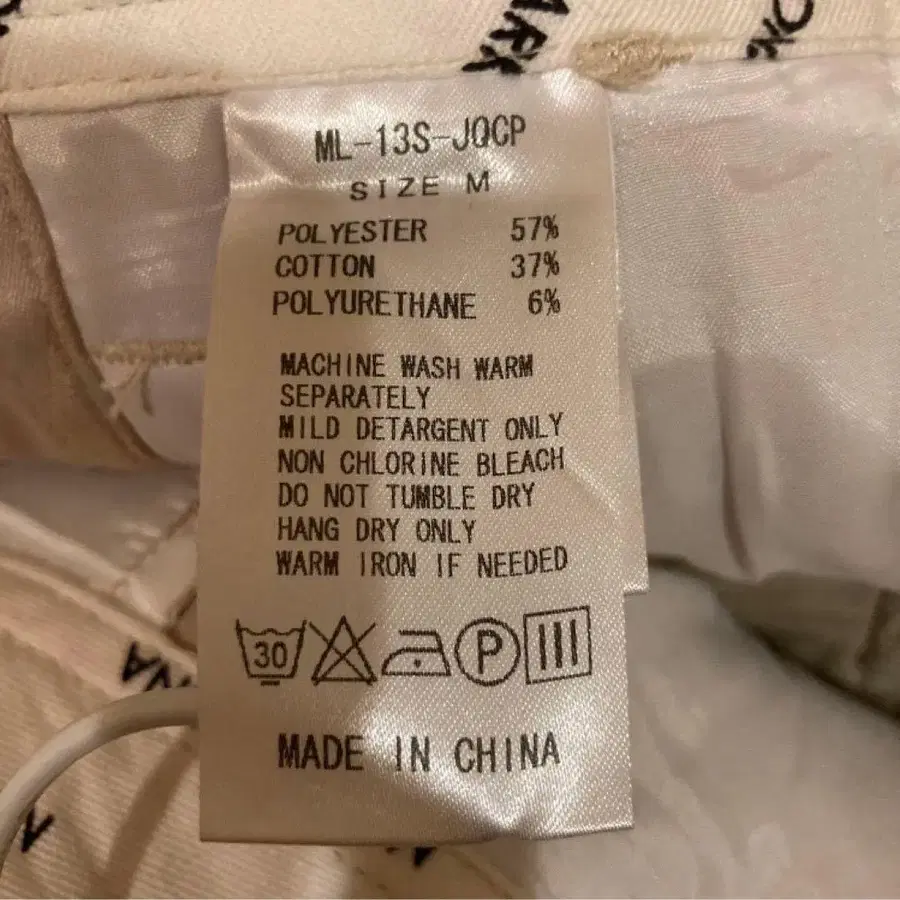 MARK
ML-13S-JQCP
SIZE M
POLYESTER 57%
COTTON 37%
POLYURETHANE 6%
MACHINE WASH WARM
SEPARATELY
MILD DETARGENT ONLY
NON CHLORINE BLEACH
DO NOT TUMBLE DRY
HANG DRY ONLY
WARM IRON IF NEEDED
30 P
MADE IN CHINA